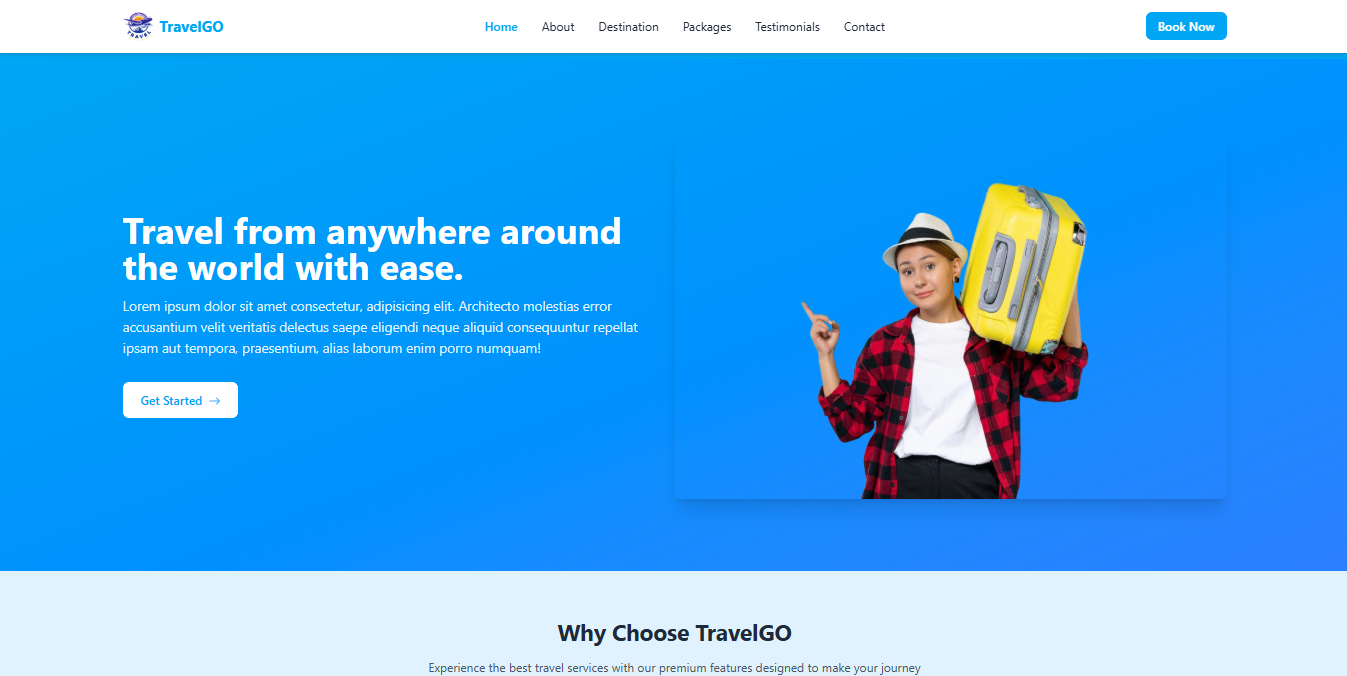 TRAVEL
TravelGO
Home
About
Destination
Packages
Testimonials
Contact
Book Now
Travel from anywhere around
the world with ease.
Lorem ipsum dolor sit amet consectetur, adipisicing elit. Architecto molestias error
accusantium velit veritatis delectus saepe eligendi neque aliquid consequuntur repellat
ipsam aut tempora, praesentium, alias laborum enim porro numquam!
Get Started →
Why Choose TravelGO
Experience the best travel services with our premium features designed to make your journey